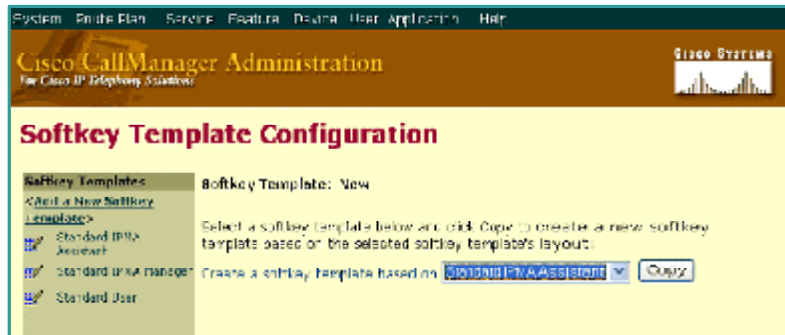 System Route Plan Service Feature Device User Application Help
Cisco CallManager Administration
For Cisco IP Telephony Solutions
CISCO SYSTEMS
Softkey Template Configuration
Softkey Templates
<Add a New Softkey
Template>
Standard IPMA
Assistant
Standard IPMA Manager
Standard User
Softkey Template: New
Select a softkey template below and click Copy to create a new softkey
template based on the selected softkey template's layout:
Create a softkey template based on Standard IPMA Assistant Copy